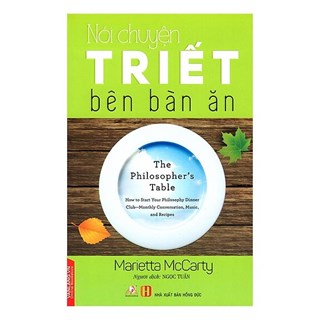 Nói chuyện
TRIẾT
bên bàn ăn
The
Philosopher's
Table
How to Start Your Philosophy Dinner
Club—Monthly Conversation, Music,
and Recipes
Marietta McCarty
Người dịch: NGỌC TUẤN
NHÀ XUẤT BẢN HỒNG ĐỨC